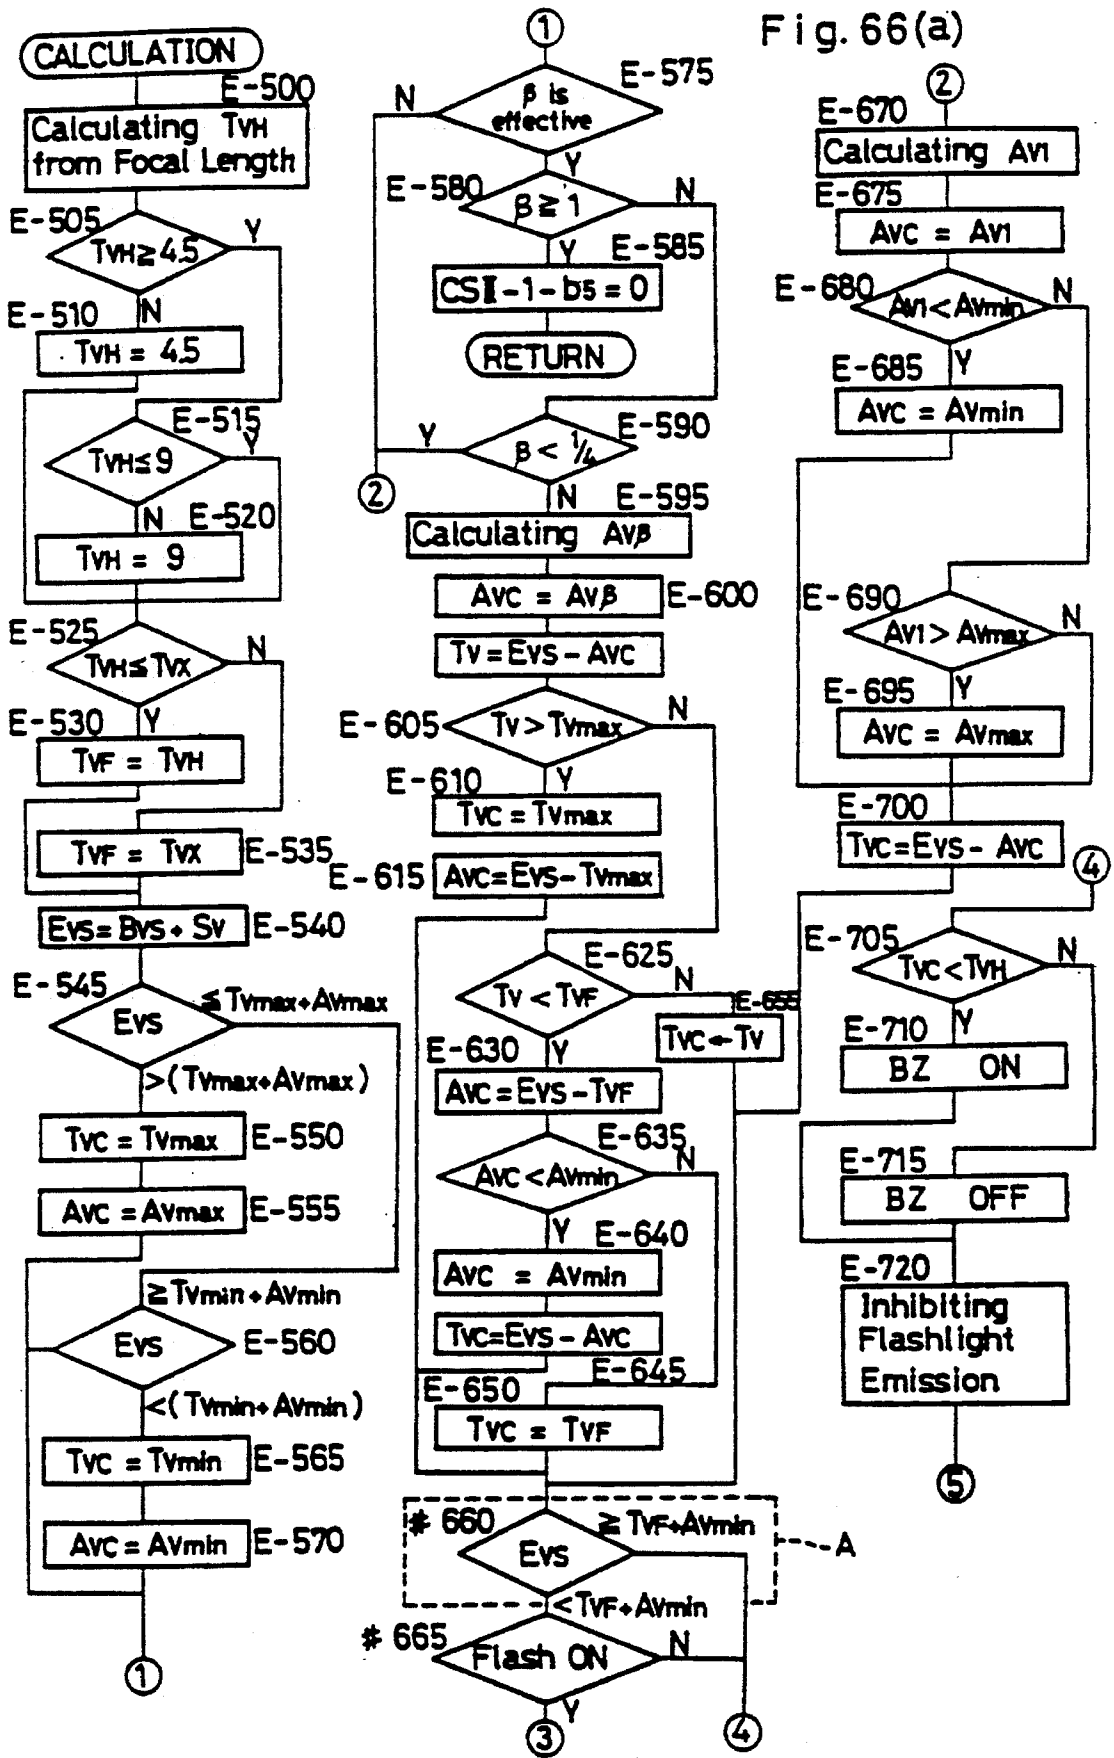 Fig. 66(a)
CALCULATION
E-500
Calculating TVH
from Focal Length
E-505
TVH≧4.5
Y
N
E-510
TVH = 4.5
E-515
TVH≦9
Y
N
E-520
TVH = 9
E-525
TVH≦TVX
N
Y
E-530
TVF = TVH
TVF = TVX
E-535
EVS=BVS+SV
E-540
E-545
EVS
≦TVmax+AVmax
>(TVmax+AVmax)
TVC=TVmax
E-550
AVC=AVmax
E-555
≧TVmin+AVmin
EVS
E-560
<(TVmin+AVmin)
TVC=TVmin
E-565
AVC=AVmin
E-570
1
1
E-575
β is
effective
N
Y
E-580
β≧1
N
Y
E-585
CSⅡ-1-b5=0
RETURN
E-590
β<1/4
Y
N
2
E-595
Calculating AVβ
AVC = AVβ
E-600
TV=EVS-AVC
E-605
TV>TVmax
N
Y
E-610
TVC=TVmax
E-615
AVC=EVS-TVmax
E-625
TV<TVF
N
Y
E-655
TVC←TV
E-630
AVC=EVS-TVF
E-635
AVC<AVmin
N
Y
E-640
AVC = AVmin
TVC=EVS-AVC
E-645
E-650
TVC = TVF
# 660
EVS
≧TVF+AVmin
A
<TVF+AVmin
# 665
Flash ON
N
Y
3
4
2
E-670
Calculating AV1
E-675
AVC = AV1
E-680
AV1<AVmin
N
Y
E-685
AVC=AVmin
E-690
AV1>AVmax
N
Y
E-695
AVC = AVmax
E-700
TVC=EVS-AVC
4
E-705
TVC<TVH
N
Y
E-710
BZ ON
E-715
BZ OFF
E-720
Inhibiting
Flashlight
Emission
5